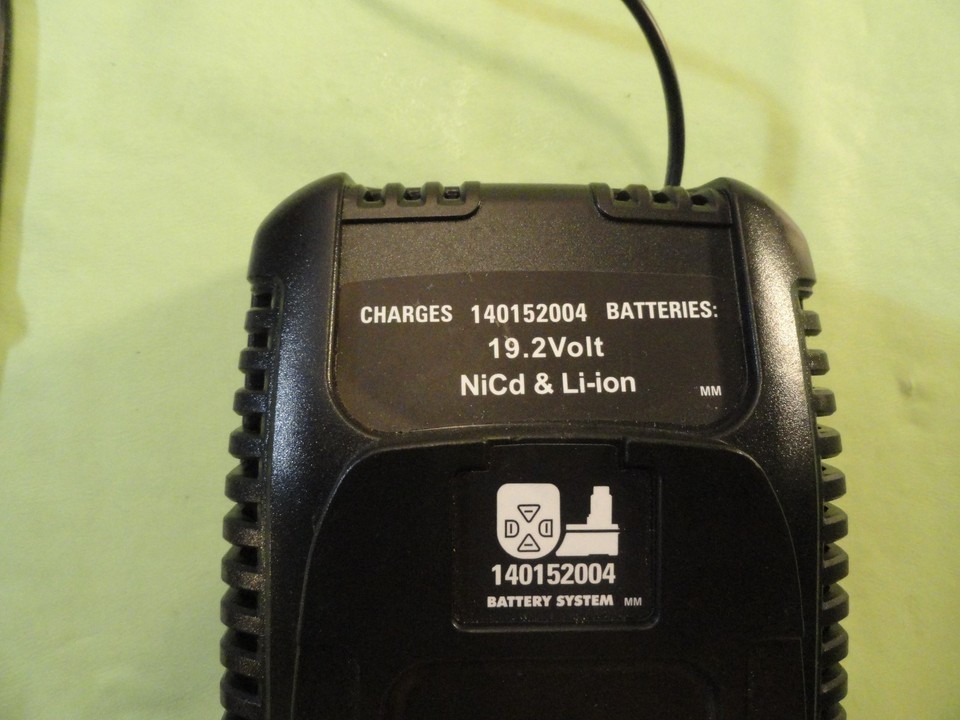 CHARGES 140152004 BATTERIES:
19.2Volt
NiCd & Li-ion
MM
140152004
BATTERY SYSTEM MM